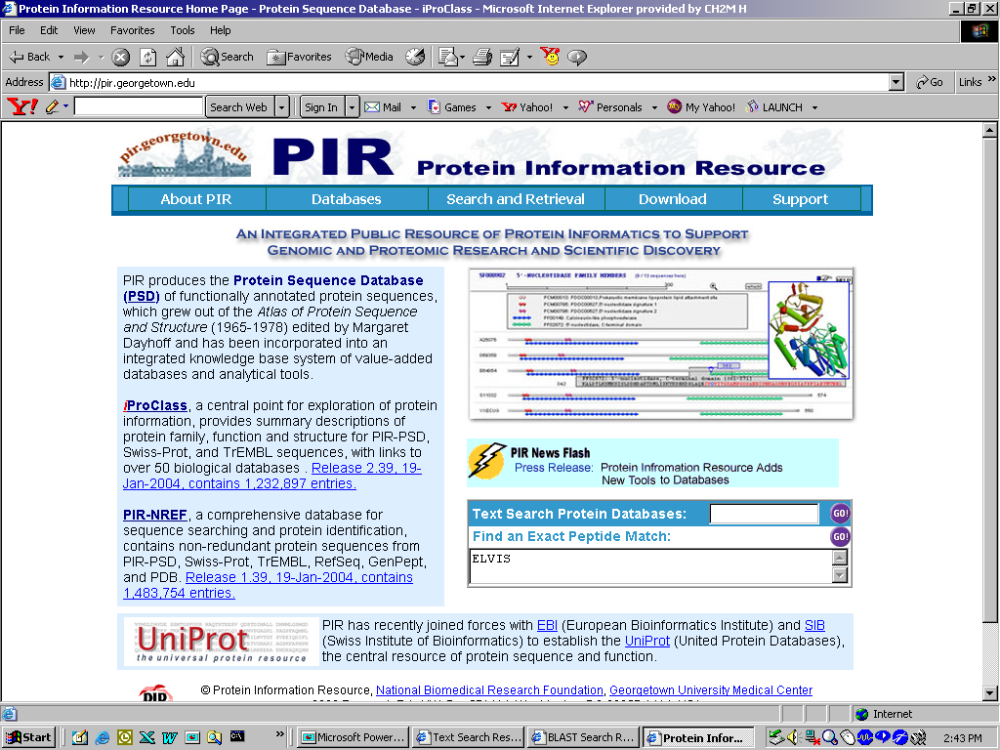 Protein Information Resource Home Page - Protein Sequence Database - iProClass - Microsoft Internet Explorer provided by CH2M H
File Edit View Favorites Tools Help
Back Search Favorites Media
Address http://pir.georgetown.edu Go Links »
Y! Search Web Sign In Mail Games Yahoo! Personals My Yahoo! LAUNCH
pir.georgetown.edu
PIR Protein Information Resource
About PIR Databases Search and Retrieval Download Support
An Integrated Public Resource of Protein Informatics to Support
Genomic and Proteomic Research and Scientific Discovery
PIR produces the Protein Sequence Database
(PSD) of functionally annotated protein sequences,
which grew out of the Atlas of Protein Sequence
and Structure (1965-1978) edited by Margaret
Dayhoff and has been incorporated into an
integrated knowledge base system of value-added
databases and analytical tools.
iProClass, a central point for exploration of protein
information, provides summary descriptions of
protein family, function and structure for PIR-PSD,
Swiss-Prot, and TrEMBL sequences, with links to
over 50 biological databases . Release 2.39, 19-
Jan-2004, contains 1,232,897 entries.
PIR-NREF, a comprehensive database for
sequence searching and protein identification,
contains non-redundant protein sequences from
PIR-PSD, Swiss-Prot, TrEMBL, RefSeq, GenPept,
and PDB. Release 1.39, 19-Jan-2004, contains
1,483,754 entries.
5'-NUCLEOTIDASE FAMILY MEMBERS
PIR News Flash
Press Release: Protein Infromation Resource Adds
New Tools to Databases
Text Search Protein Databases: GO!
Find an Exact Peptide Match: GO!
ELVIS
UniProt
the universal protein resource
PIR has recently joined forces with EBI (European Bioinformatics Institute) and SIB
(Swiss Institute of Bioinformatics) to establish the UniProt (United Protein Databases),
the central resource of protein sequence and function.
PIR
© Protein Information Resource, National Biomedical Research Foundation, Georgetown University Medical Center
Internet
Start » Microsoft Power... Text Search Res... BLAST Search R... Protein Infor... 2:43 PM